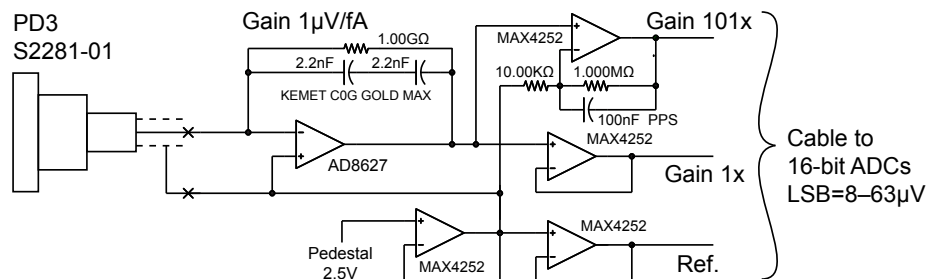 PD3
S2281-01
Gain 1µV/fA
1.00GΩ
2.2nF
2.2nF
KEMET C0G GOLD MAX
AD8627
MAX4252
Gain 101x
10.00KΩ
1.000MΩ
100nF PPS
MAX4252
Gain 1x
Pedestal
2.5V
MAX4252
MAX4252
Ref.
Cable to
16-bit ADCs
LSB=8–63µV